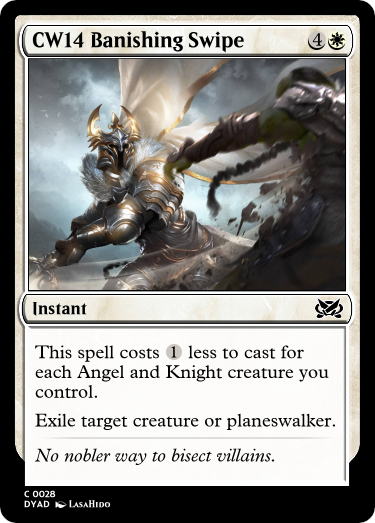 CW14 Banishing Swipe 4
Instant
This spell costs 1 less to cast for
each Angel and Knight creature you
control.
Exile target creature or planeswalker.
No nobler way to bisect villains.
C 0028
DYAD LasaHido